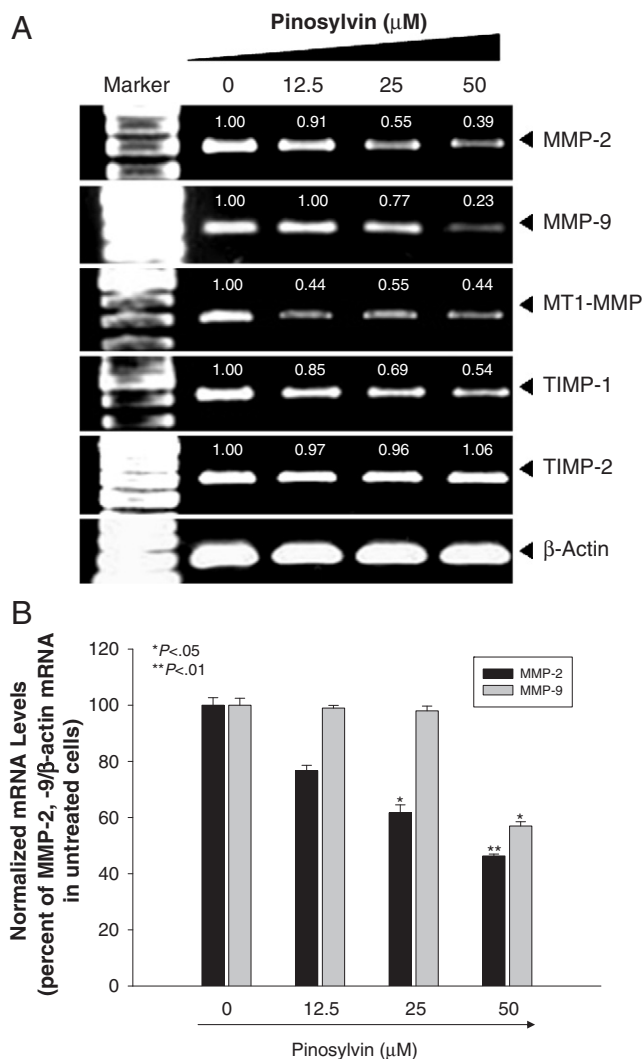 A
Pinosylvin (μM)
Marker 0 12.5 25 50
1.00 0.91 0.55 0.39 MMP-2
1.00 1.00 0.77 0.23 MMP-9
1.00 0.44 0.55 0.44 MT1-MMP
1.00 0.85 0.69 0.54 TIMP-1
1.00 0.97 0.96 1.06 TIMP-2
β-Actin
B
Normalized mRNA Levels
(percent of MMP-2, -9/β-actin mRNA
in untreated cells)
120
100
80
60
40
20
0
*P<.05
**P<.01
MMP-2
MMP-9
*
**
*
0 12.5 25 50
Pinosylvin (μM)